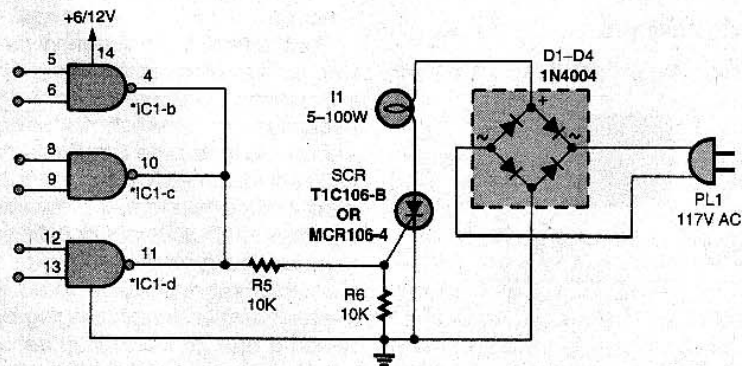 +6/12V
14
5
4
6
*IC1-b
8
10
9
*IC1-c
12
11
13
*IC1-d
R5
10K
R6
10K
I1
5–100W
SCR
T1C106-B
OR
MCR106-4
D1–D4
1N4004
+
~
~
PL1
117V AC